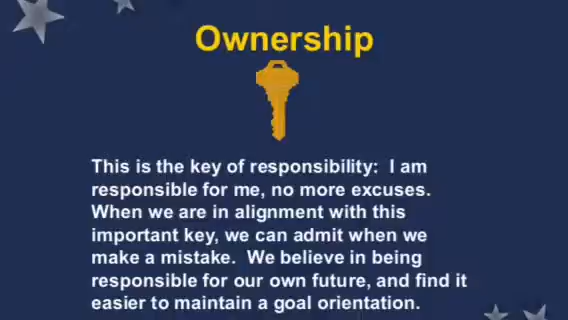 Ownership
This is the key of responsibility:  I am
responsible for me, no more excuses.
When we are in alignment with this
important key, we can admit when we
make a mistake.  We believe in being
responsible for our own future, and find it
easier to maintain a goal orientation.